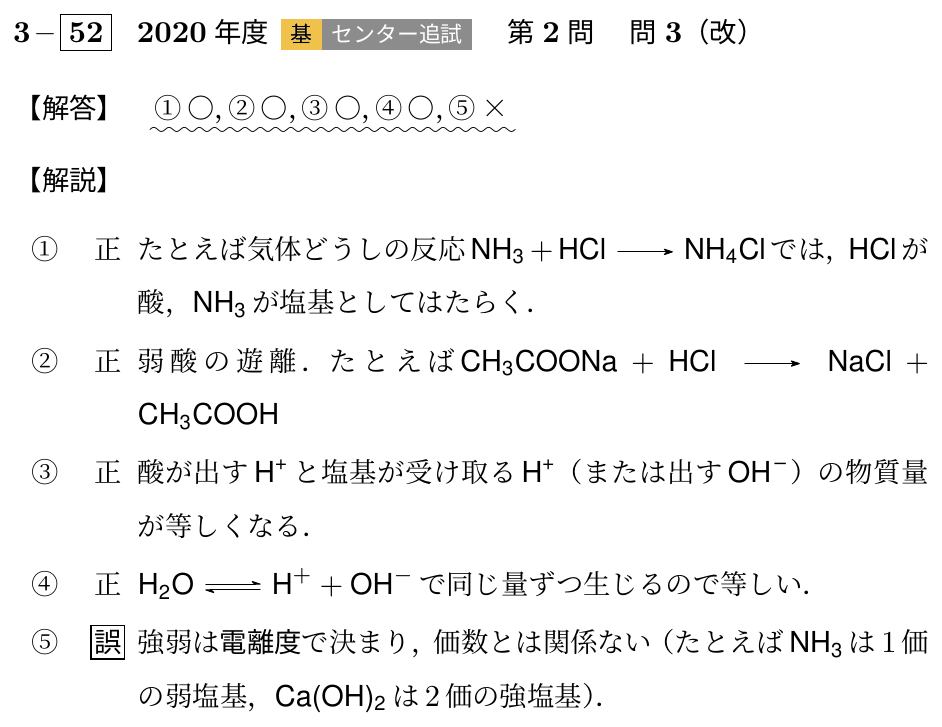 3-52 2020 年度 基 センター追試 第 2 問 問 3（改）
【解答】 ①〇, ②〇, ③〇, ④〇, ⑤×
【解説】
① 正 たとえば気体どうしの反応 NH₃ + HCl ⟶ NH₄Cl では，HCl が
酸，NH₃ が塩基としてはたらく．
② 正 弱酸の遊離．たとえば CH₃COONa + HCl ⟶ NaCl +
CH₃COOH
③ 正 酸が出す H⁺ と塩基が受け取る H⁺（または出す OH⁻）の物質量
が等しくなる．
④ 正 H₂O ⇌ H⁺ + OH⁻ で同じ量ずつ生じるので等しい．
⑤ 誤 強弱は電離度で決まり，価数とは関係ない（たとえば NH₃ は 1 価
の弱塩基，Ca(OH)₂ は 2 価の強塩基）．